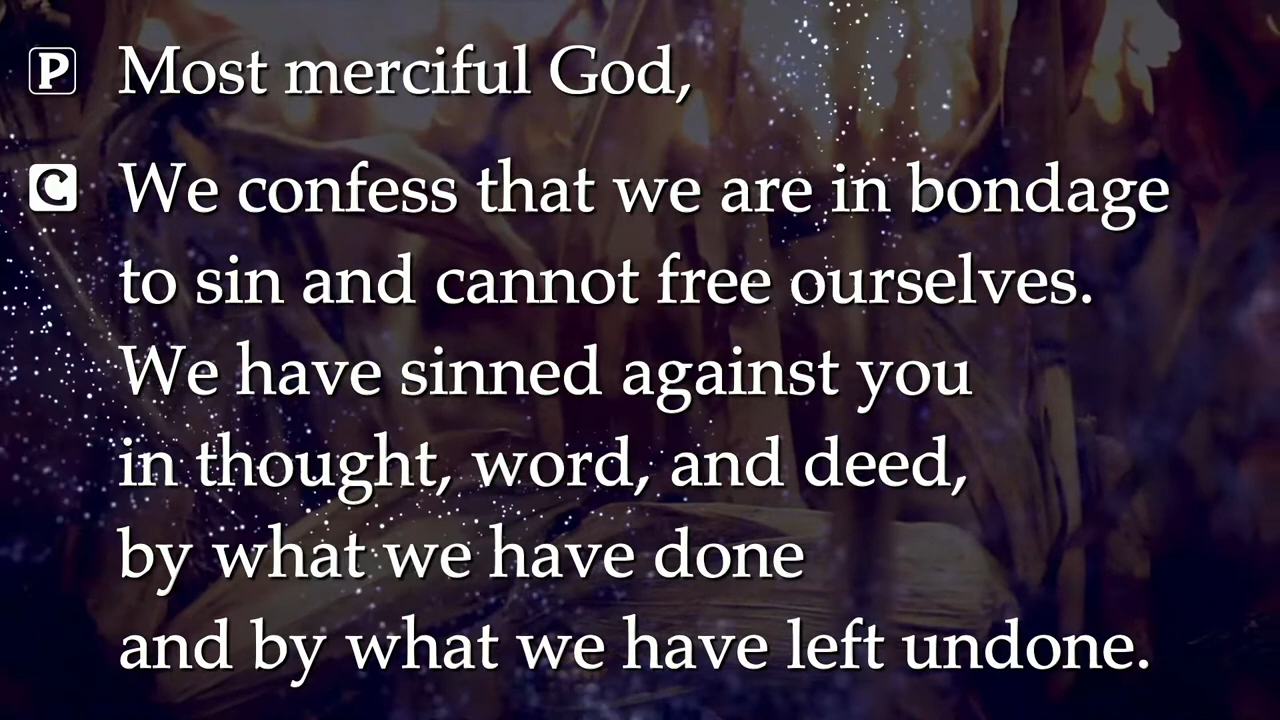 P Most merciful God,
C We confess that we are in bondage
to sin and cannot free ourselves.
We have sinned against you
in thought, word, and deed,
by what we have done
and by what we have left undone.